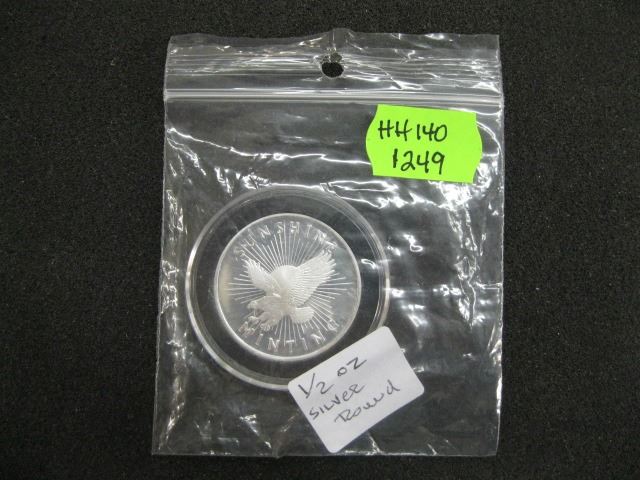 HH140
1249
SUNSHINE
MINTING
1/2 oz
Silver
Round